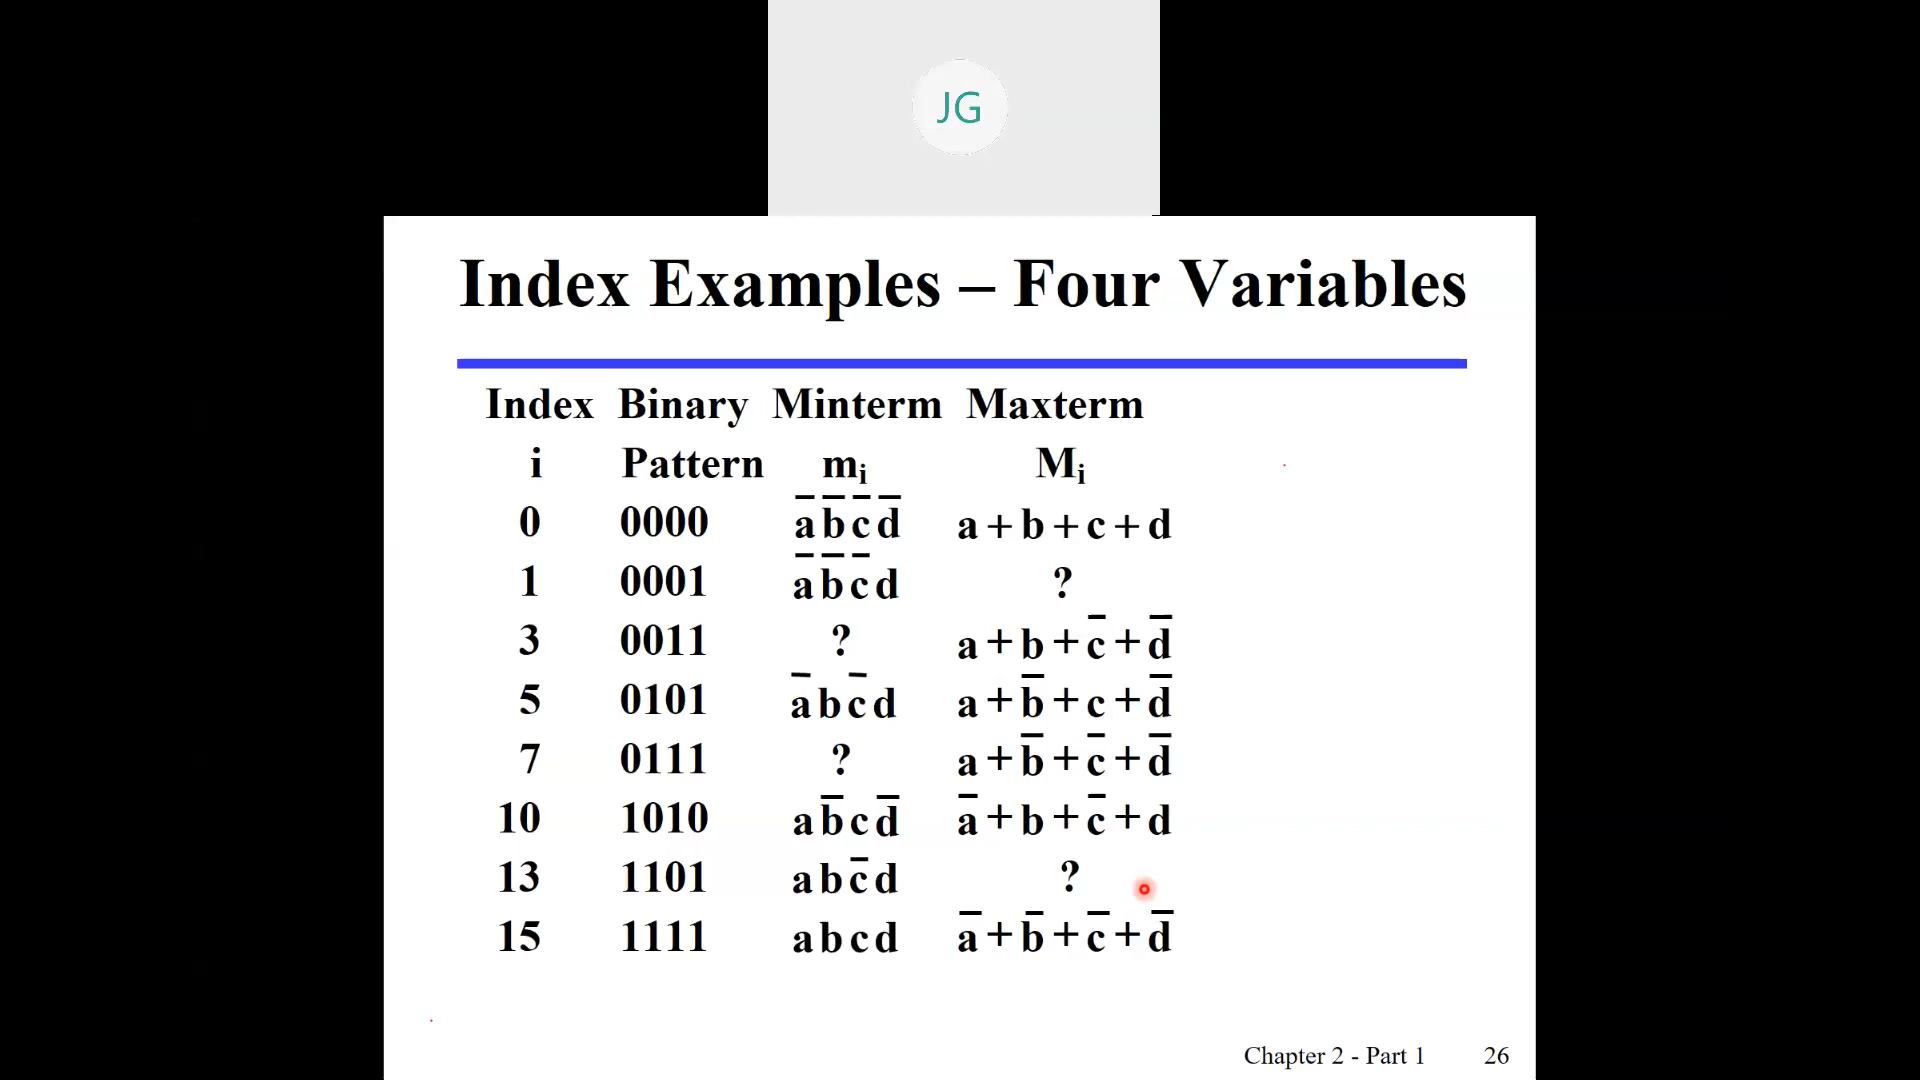 JG
Index Examples – Four Variables
Index Binary Minterm Maxterm
i Pattern mᵢ Mᵢ
0 0000 a̅ b̅ c̅ d̅ a + b + c + d
1 0001 a̅ b̅ c̅ d ?
3 0011 ? a + b + c̅ + d̅
5 0101 a̅ b c̅ d a + b̅ + c + d̅
7 0111 ? a + b̅ + c̅ + d̅
10 1010 a b̅ c d̅ a̅ + b + c̅ + d
13 1101 a b c̅ d ?
15 1111 a b c d a̅ + b̅ + c̅ + d̅
Chapter 2 - Part 1 26